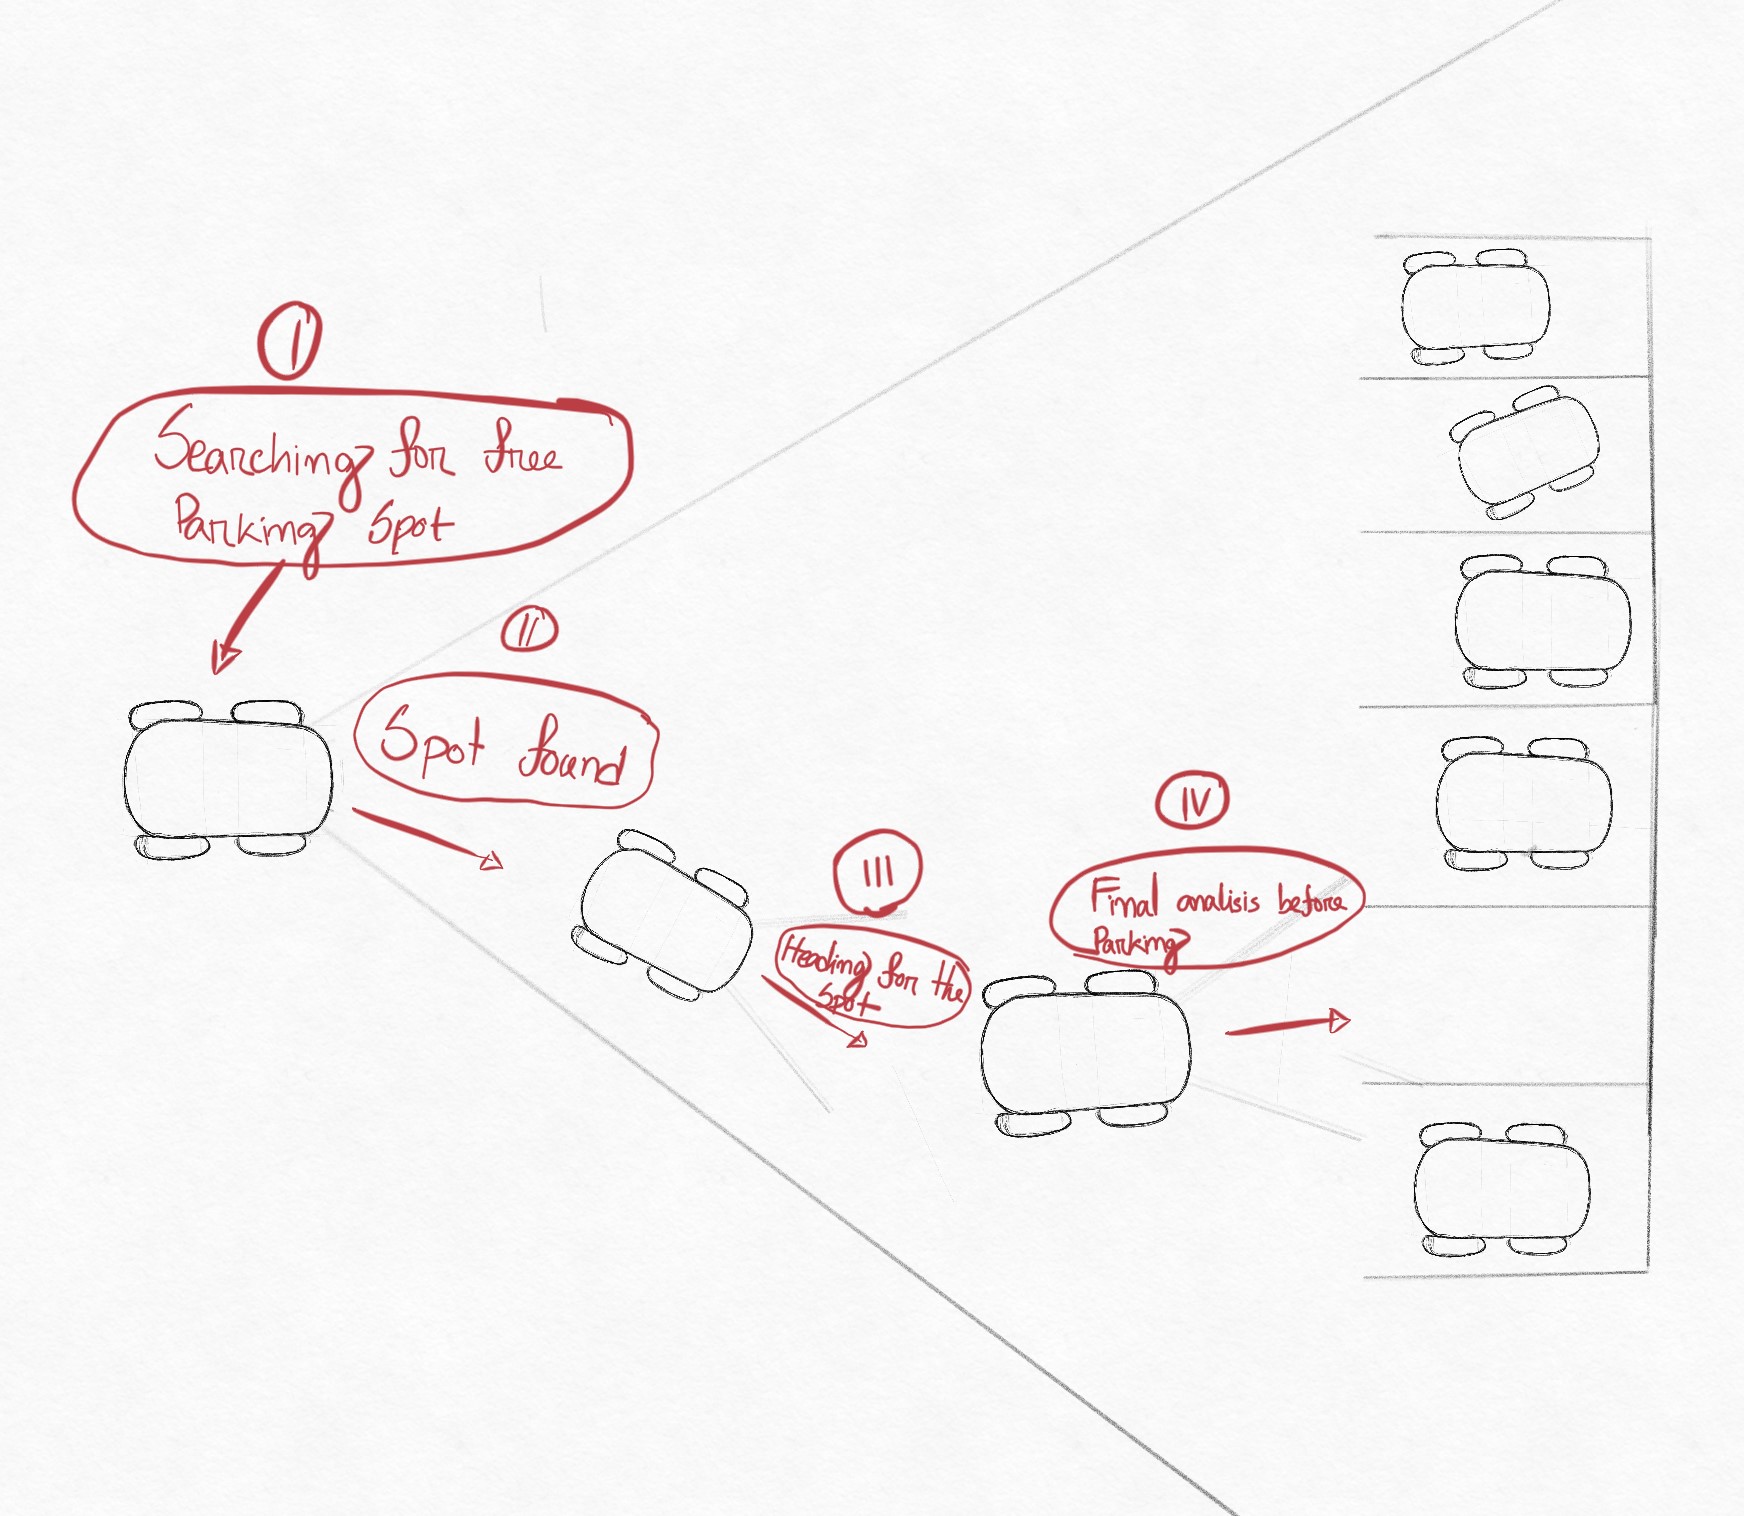 I
Searching for free
Parking Spot
II
Spot found
III
Heading for the
Spot
IV
Final analisis before
Parking